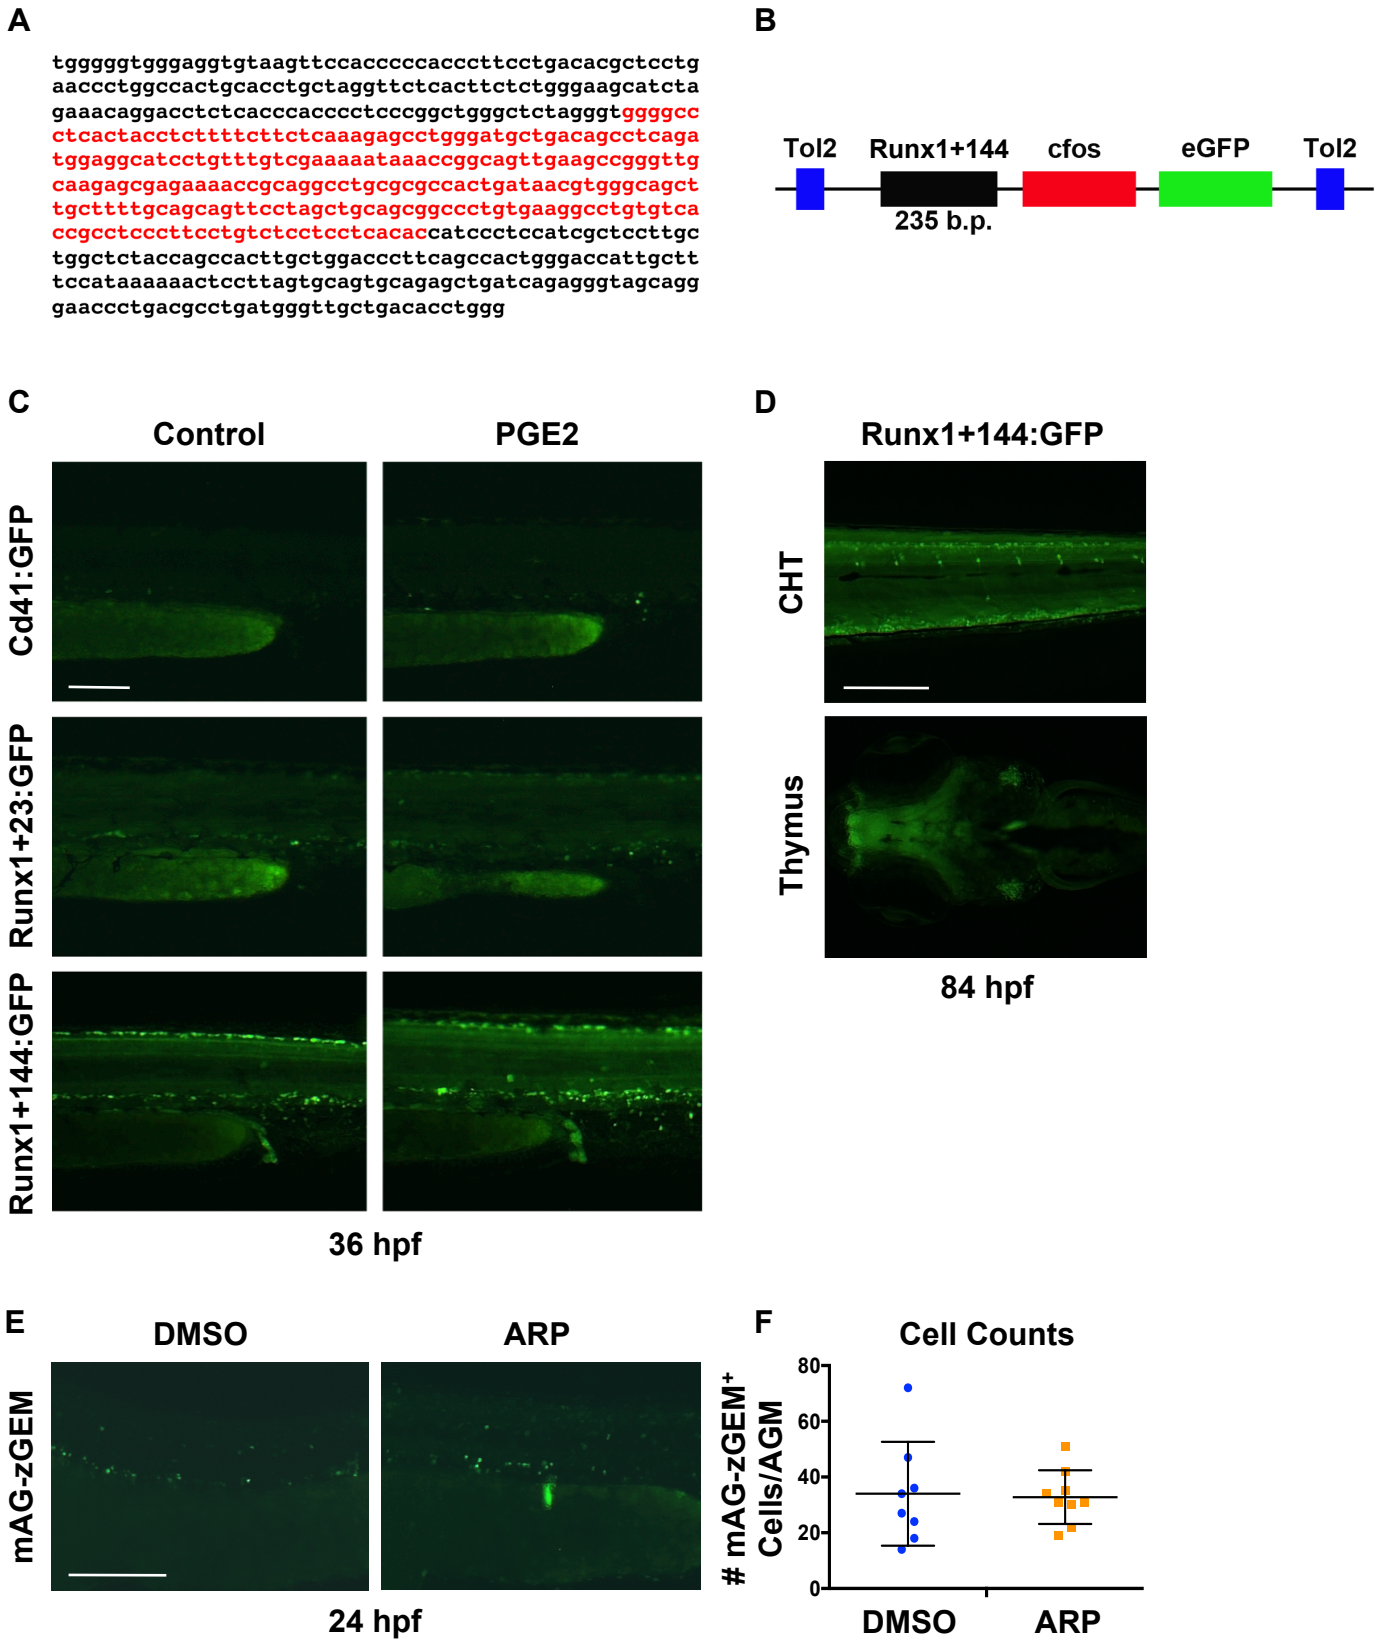 A
tgggggtgggaggtgtaagttccacccccacccttcctgacacgctcctg
aaccctggccactgcacctgctaggttctcacttctctgggaagcatcta
gaaacaggacctctcacccacccctcccggctgggctctagggtggggcc
ctcactacctcttttcttctcaaagagcctgggatgctgacagcctcaga
tggaggcatcctgtttgtcgaaaaataaaccggcagttgaagccgggttg
caagagcgagaaaaccgcaggcctgcgcgccactgataacgtgggcagct
tgcttttgcagcagttcctagctgcagcggccctgtgaaggcctgtgtca
ccgcctcccttcctgtctcctcctcacaccatccctccatcgctccttgc
tggctctaccagccacttgctggacccttcagccactgggaccattgctt
tccataaaaaactccttagtgcagtgcagagctgatcagagggtagcagg
gaaccctgacgcctgatgggttgctgacacctggg
B
Tol2 Runx1+144 cfos eGFP Tol2
235 b.p.
C
Control PGE2
Cd41:GFP
Runx1+23:GFP
Runx1+144:GFP
36 hpf
D
Runx1+144:GFP
CHT
Thymus
84 hpf
E
DMSO ARP
mAG-zGEM
24 hpf
F
Cell Counts
# mAG-zGEM+
Cells/AGM
80
60
40
20
0
DMSO ARP